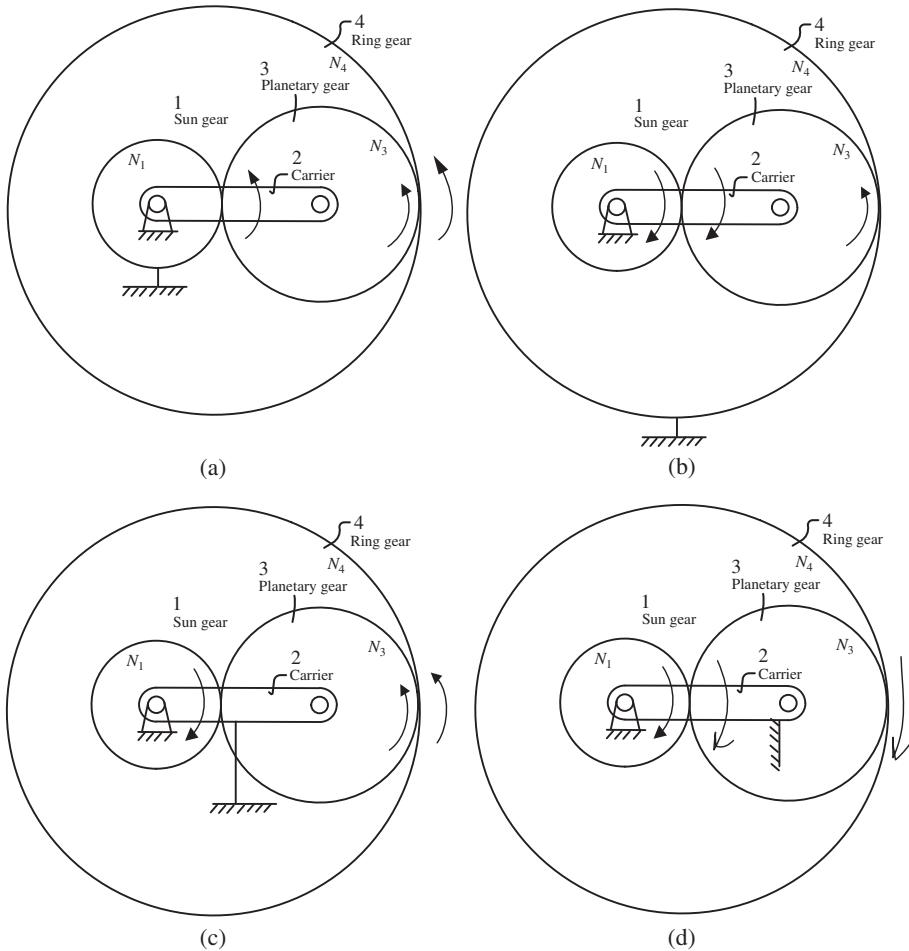 4
Ring gear
N4
3
Planetary gear
1
Sun gear
N3
N1
2
Carrier
(a)
4
Ring gear
N4
3
Planetary gear
1
Sun gear
N3
N1
2
Carrier
(b)
4
Ring gear
N4
3
Planetary gear
1
Sun gear
N3
N1
2
Carrier
(c)
4
Ring gear
N4
3
Planetary gear
1
Sun gear
N3
N1
2
Carrier
(d)